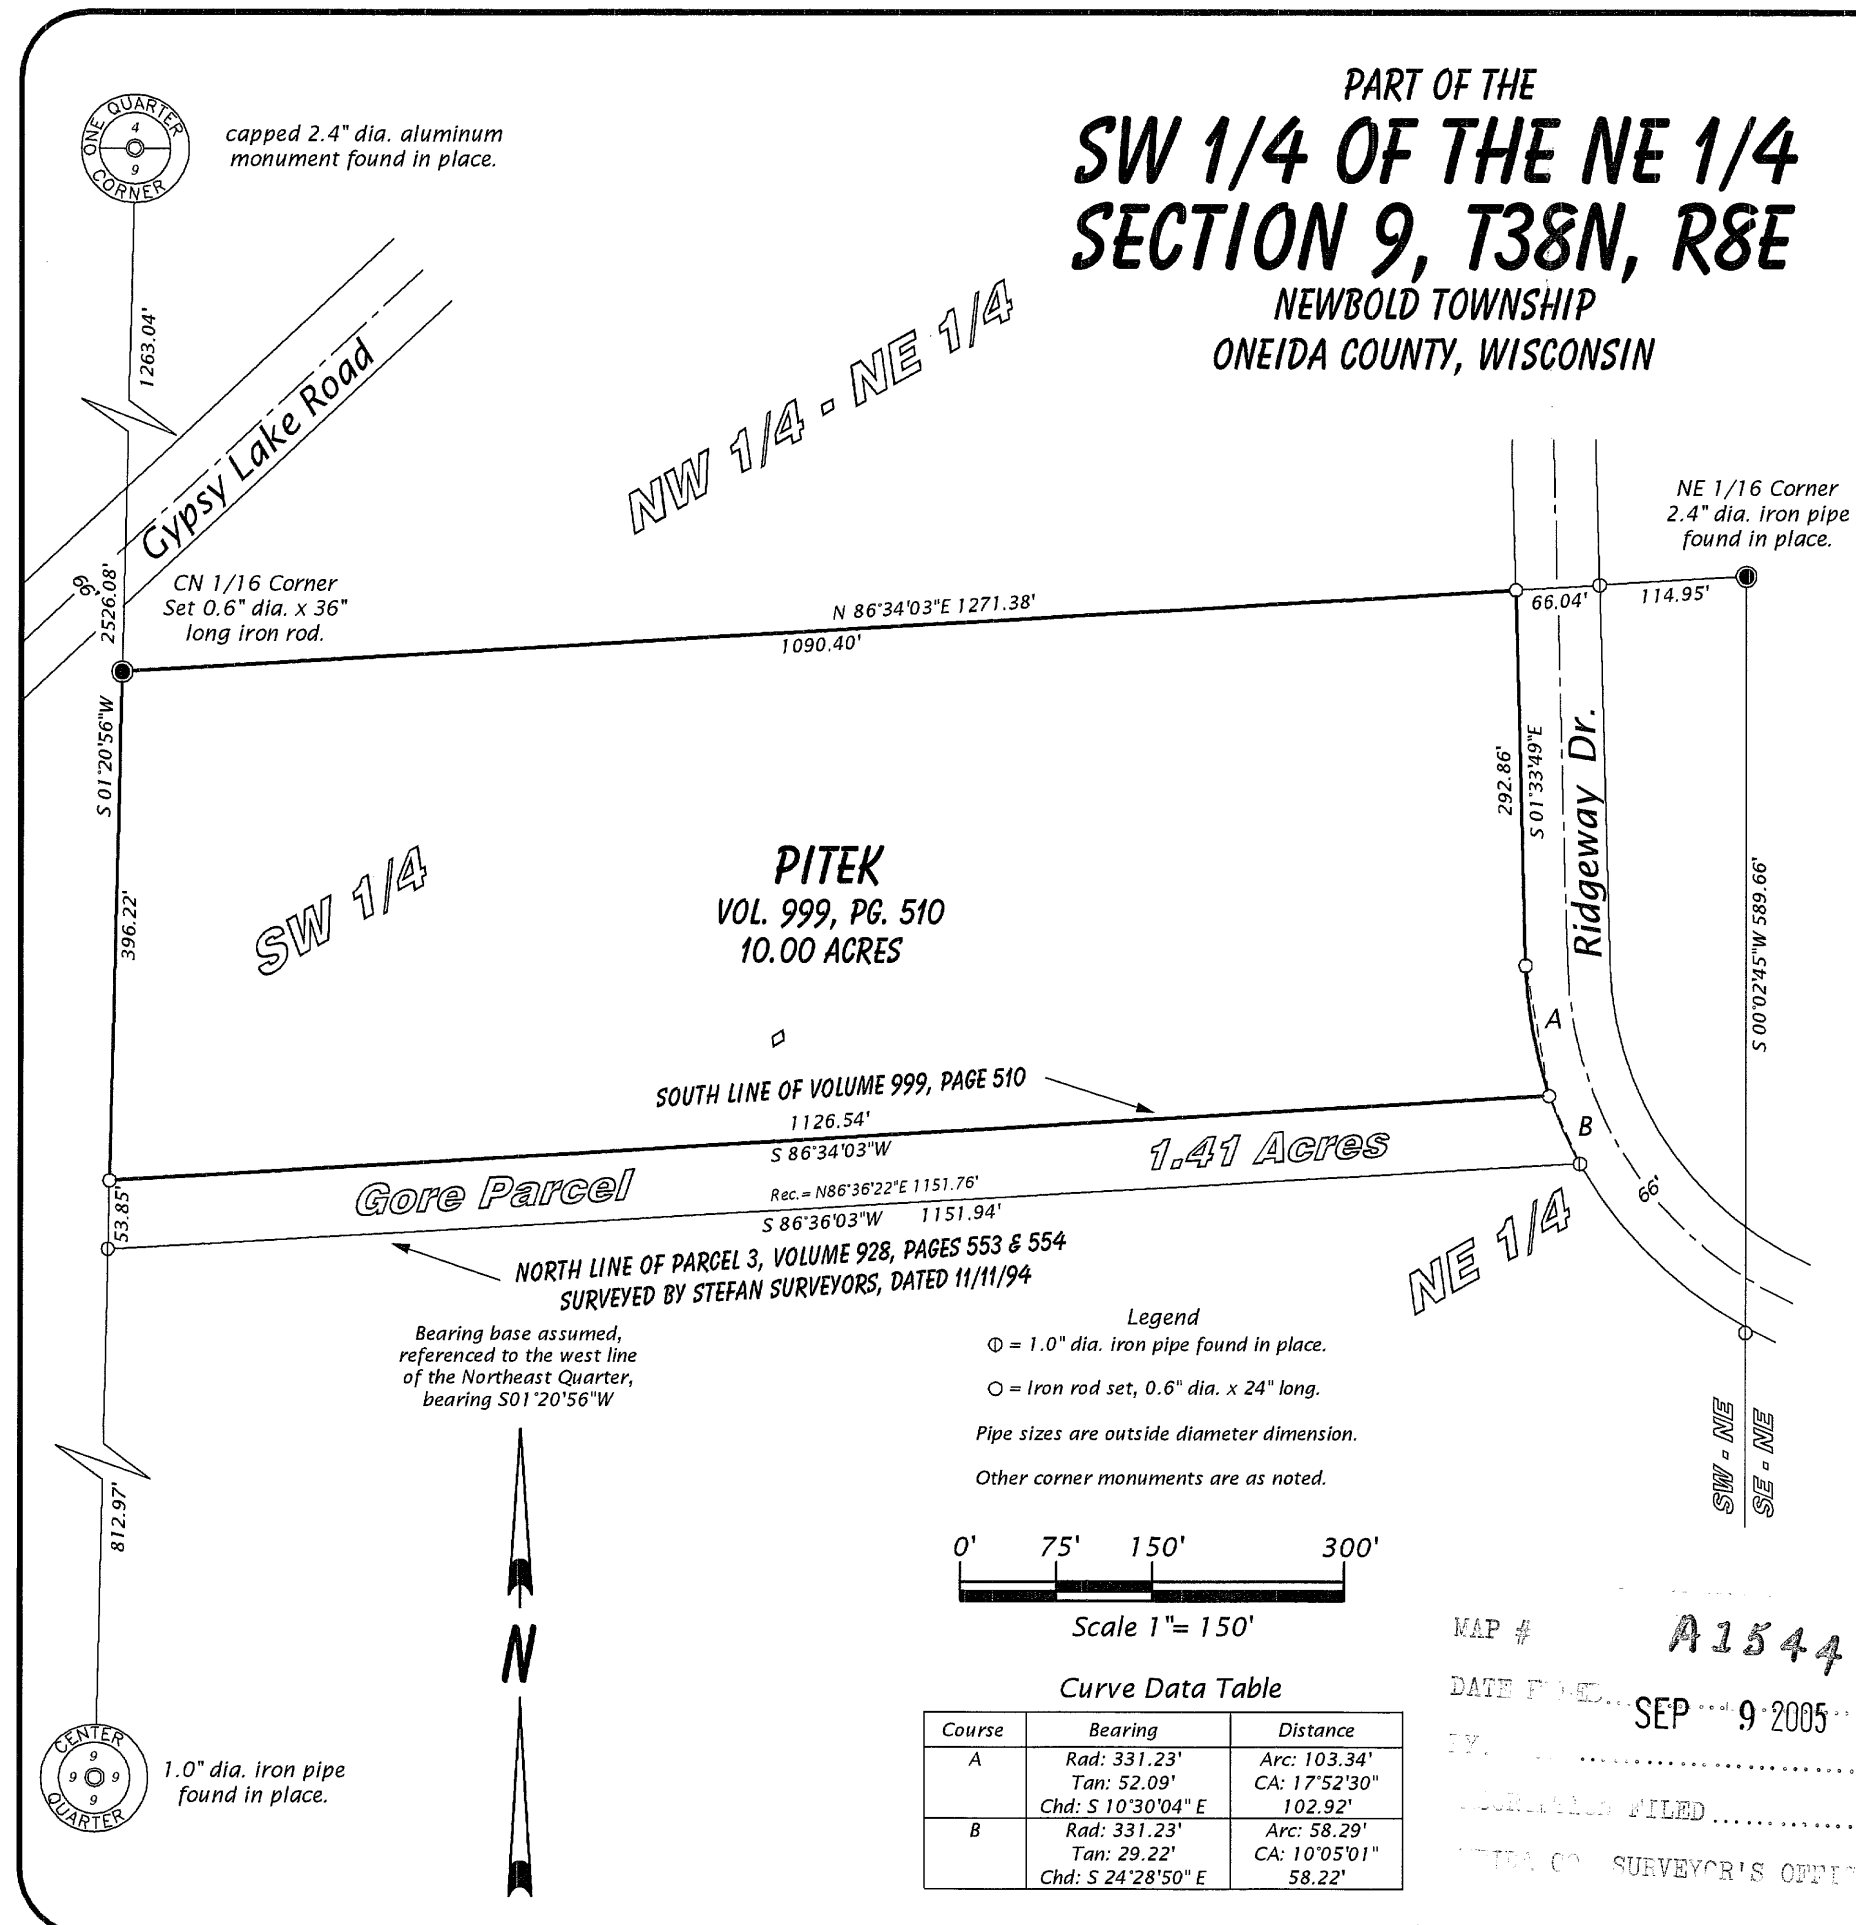 PART OF THE
SW 1/4 OF THE NE 1/4
SECTION 9, T38N, R8E
NEWBOLD TOWNSHIP
ONEIDA COUNTY, WISCONSIN
ONE QUARTER
4
9
CORNER
capped 2.4" dia. aluminum
monument found in place.
1263.04'
Gypsy Lake Road
66'
2526.08'
NW 1/4 - NE 1/4
NE 1/16 Corner
2.4" dia. iron pipe
found in place.
CN 1/16 Corner
Set 0.6" dia. x 36"
long iron rod.
N 86°34'03"E 1271.38'
1090.40'
66.04'
114.95'
S 01°20'56"W
396.22'
292.86'
S 01°33'49"E
Ridgeway Dr.
S 00°02'45"W 589.66'
SW 1/4
PITEK
VOL. 999, PG. 510
10.00 ACRES
A
SOUTH LINE OF VOLUME 999, PAGE 510
1126.54'
S 86°34'03"W
B
1.41 Acres
Gore Parcel
53.85'
Rec.= N86°36'22"E 1151.76'
S 86°36'03"W 1151.94'
66'
NORTH LINE OF PARCEL 3, VOLUME 928, PAGES 553 & 554
SURVEYED BY STEFAN SURVEYORS, DATED 11/11/94
NE 1/4
Bearing base assumed,
referenced to the west line
of the Northeast Quarter,
bearing S01°20'56"W
Legend
= 1.0" dia. iron pipe found in place.
= Iron rod set, 0.6" dia. x 24" long.
Pipe sizes are outside diameter dimension.
Other corner monuments are as noted.
SW - NE
SE - NE
812.97'
N
0' 75' 150' 300'
Scale 1"= 150'
CENTER
9
9 9
9
QUARTER
1.0" dia. iron pipe
found in place.
Curve Data Table
Course Bearing Distance
A Rad: 331.23' Arc: 103.34'
Tan: 52.09' CA: 17°52'30"
Chd: S 10°30'04" E 102.92'
B Rad: 331.23' Arc: 58.29'
Tan: 29.22' CA: 10°05'01"
Chd: S 24°28'50" E 58.22'
MAP # A1544
DATE
SEP 9 2005
FILED
SURVEYOR'S